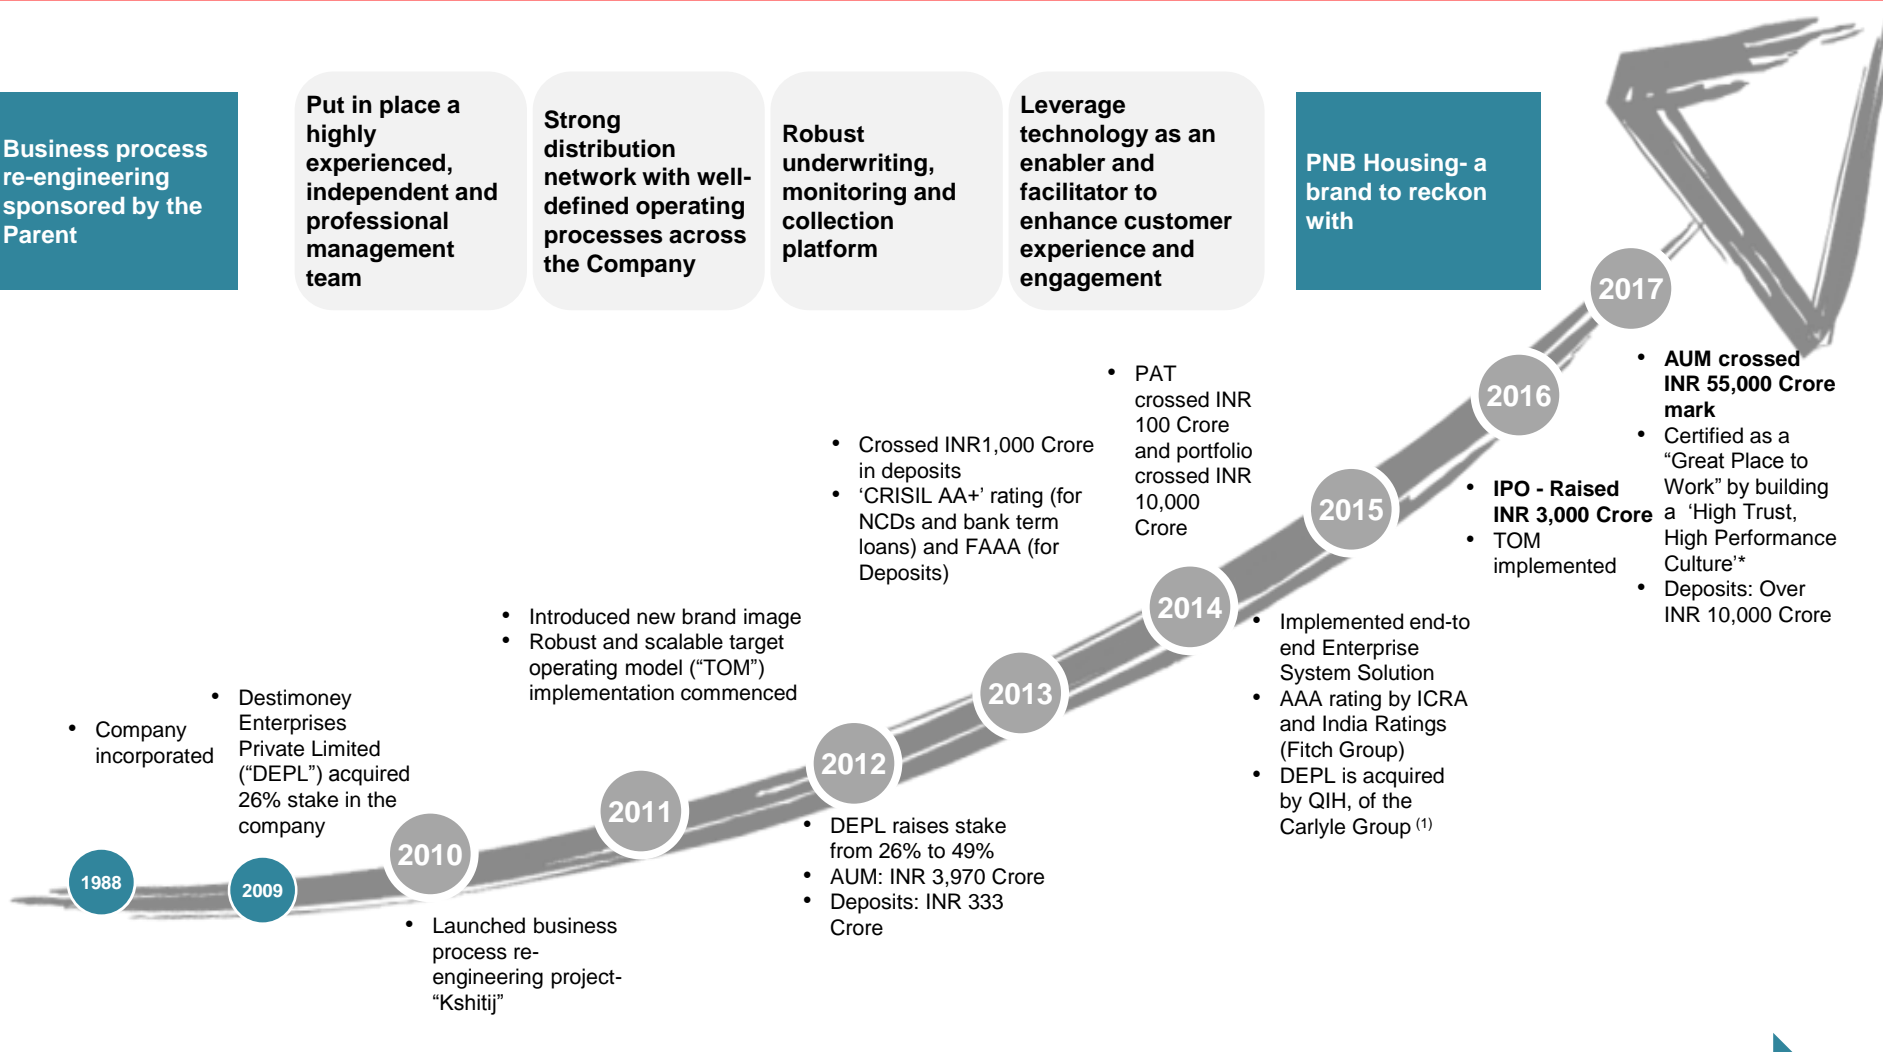 Business process
re-engineering
sponsored by the
Parent
Put in place a
highly
experienced,
independent and
professional
management
team
Strong
distribution
network with well-
defined operating
processes across
the Company
Robust
underwriting,
monitoring and
collection
platform
Leverage
technology as an
enabler and
facilitator to
enhance customer
experience and
engagement
PNB Housing- a
brand to reckon
with
1988
• Company
incorporated
2009
• Destimoney
Enterprises
Private Limited
(“DEPL”) acquired
26% stake in the
company
2010
• Launched business
process re-
engineering project-
“Kshitij”
2011
• Introduced new brand image
• Robust and scalable target
operating model (“TOM”)
implementation commenced
2012
• DEPL raises stake
from 26% to 49%
• AUM: INR 3,970 Crore
• Deposits: INR 333
Crore
2013
• Crossed INR1,000 Crore
in deposits
• ‘CRISIL AA+’ rating (for
NCDs and bank term
loans) and FAAA (for
Deposits)
2014
• PAT
crossed INR
100 Crore
and portfolio
crossed INR
10,000
Crore
2015
• Implemented end-to
end Enterprise
System Solution
• AAA rating by ICRA
and India Ratings
(Fitch Group)
• DEPL is acquired
by QIH, of the
Carlyle Group (1)
2016
• IPO - Raised
INR 3,000 Crore
• TOM
implemented
2017
• AUM crossed
INR 55,000 Crore
mark
• Certified as a
“Great Place to
Work” by building
a ‘High Trust,
High Performance
Culture’*
• Deposits: Over
INR 10,000 Crore